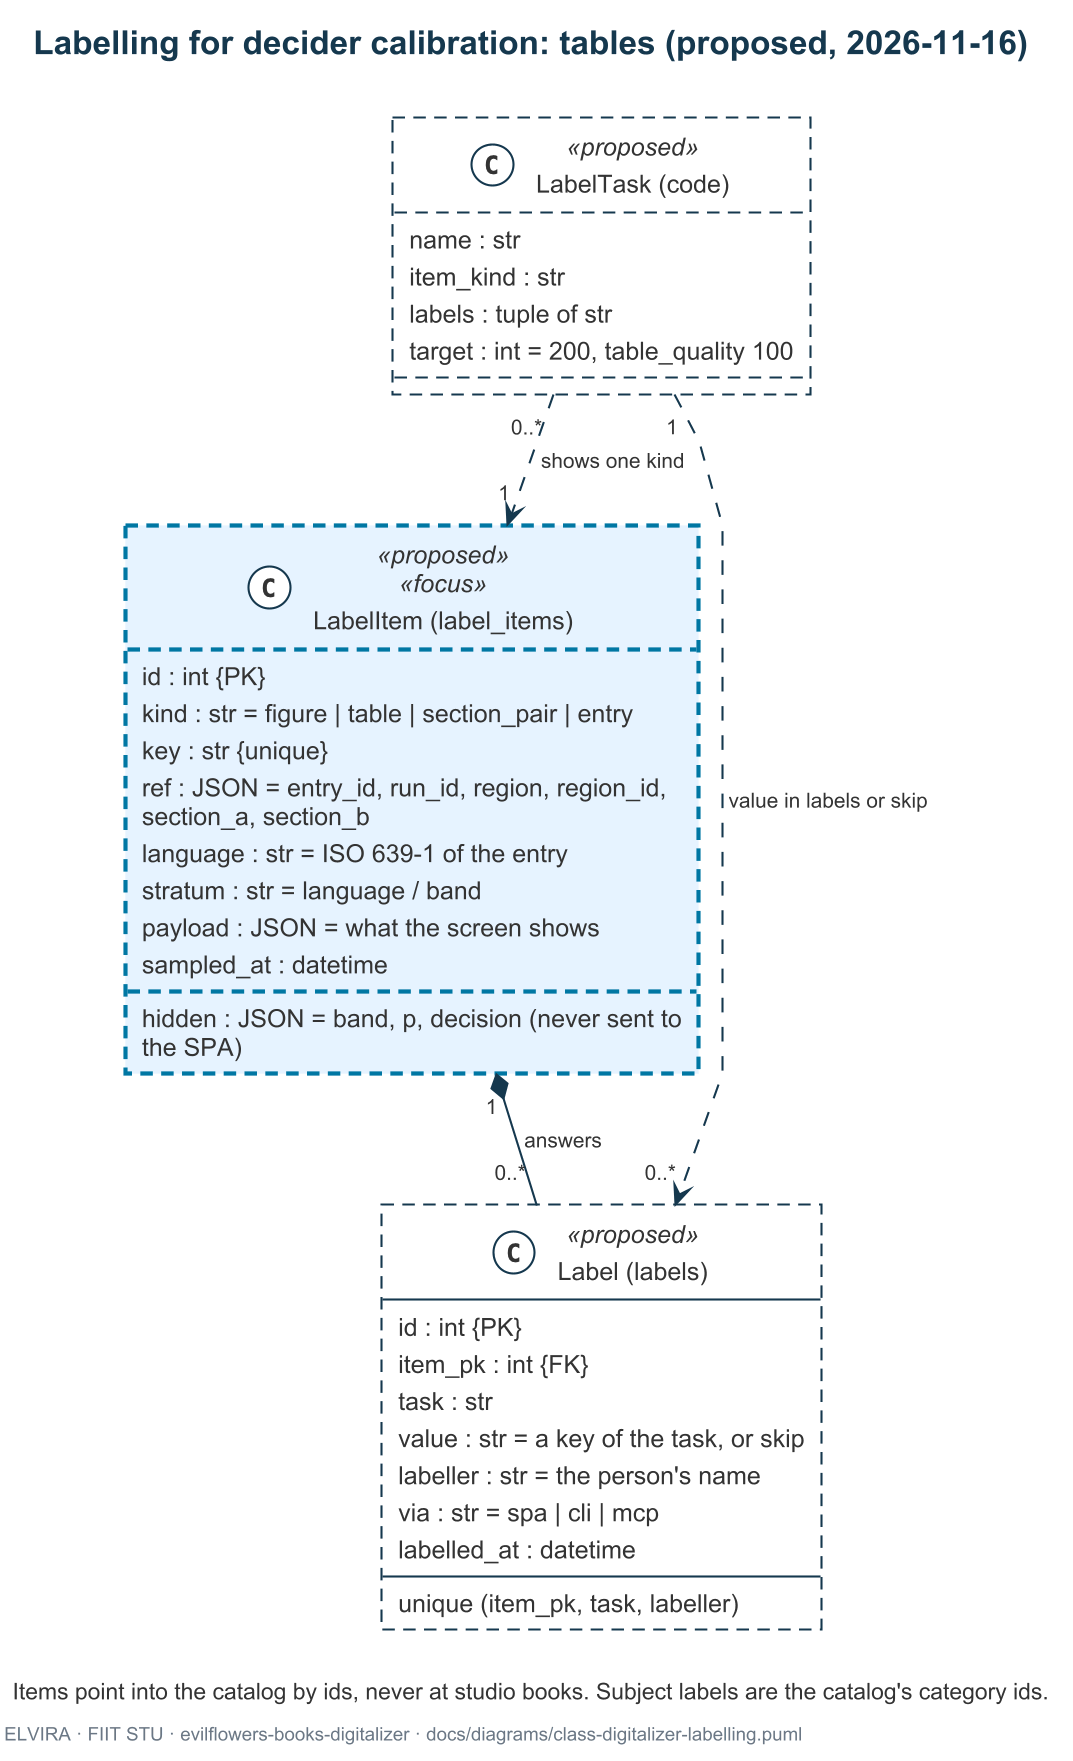 Labelling for decider calibration: tables (proposed, 2026-11-16)
C
«proposed»
LabelTask (code)
name : str
item_kind : str
labels : tuple of str
target : int = 200, table_quality 100
0..*
1
shows one kind
1
«proposed»
«focus»
C
LabelItem (label_items)
id : int {PK}
kind : str = figure | table | section_pair | entry
key : str {unique}
ref : JSON = entry_id, run_id, region, region_id,
section_a, section_b
language : str = ISO 639-1 of the entry
stratum : str = language / band
payload : JSON = what the screen shows
sampled_at : datetime
hidden : JSON = band, p, decision (never sent to
the SPA)
value in labels or skip
1
answers
0..*
0..*
«proposed»
C
Label (labels)
id : int {PK}
item_pk : int {FK}
task : str
value : str = a key of the task, or skip
labeller : str = the person's name
via : str = spa | cli | mcp
labelled_at : datetime
unique (item_pk, task, labeller)
Items point into the catalog by ids, never at studio books. Subject labels are the catalog's category ids.
ELVIRA · FIIT STU · evilflowers-books-digitalizer · docs/diagrams/class-digitalizer-labelling.puml